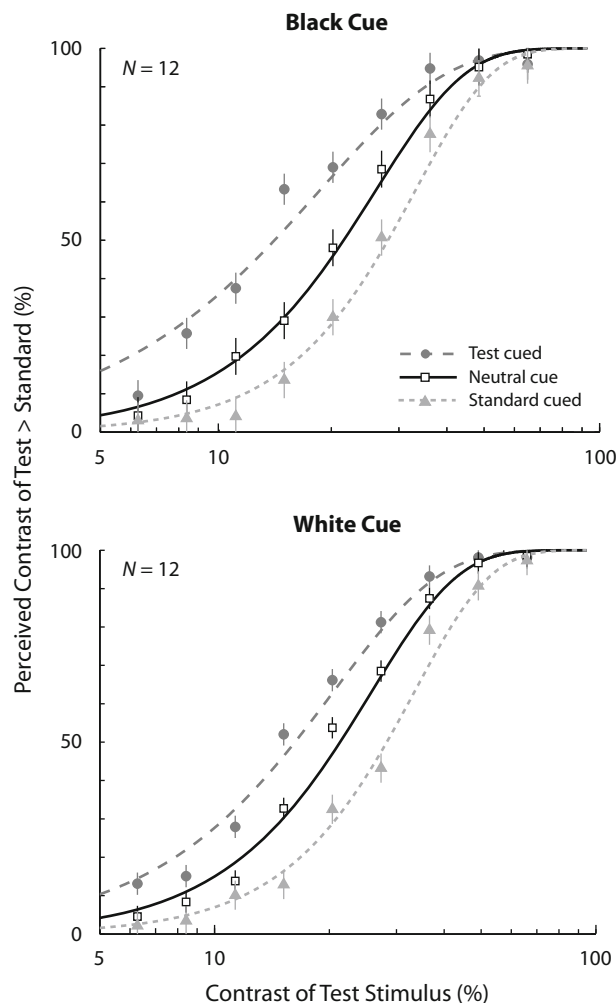 Black Cue
100
N = 12
50
Test cued
Neutral cue
Standard cued
0
5
10
100
White Cue
100
N = 12
50
0
5
10
100
Perceived Contrast of Test > Standard (%)
Contrast of Test Stimulus (%)